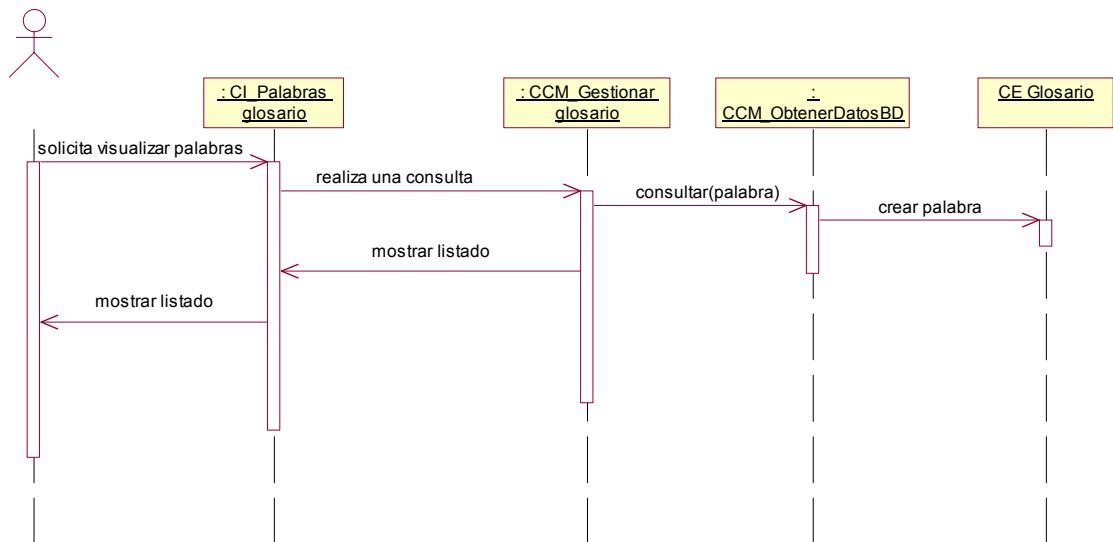 : CI_Palabras
glosario
: CCM_Gestionar
glosario
:
CCM_ObtenerDatosBD
CE Glosario
solicita visualizar palabras
realiza una consulta
consultar(palabra)
crear palabra
mostrar listado
mostrar listado